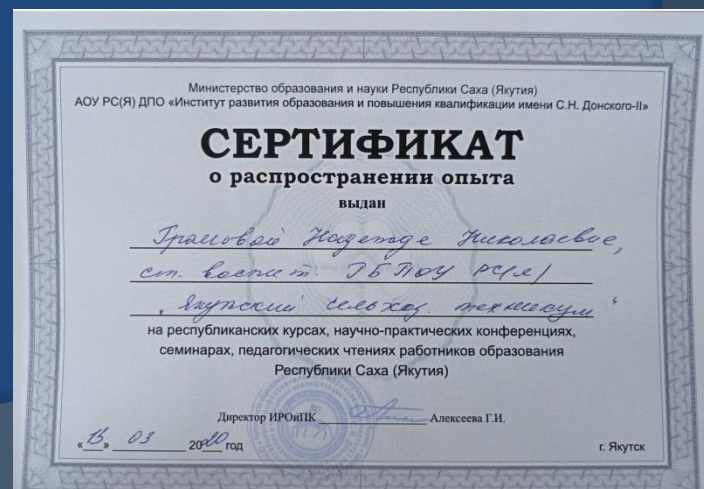 Министерство образования и науки Республики Саха (Якутия)
АОУ РС(Я) ДПО «Институт развития образования и повышения квалификации имени С.Н. Донского-II»
СЕРТИФИКАТ
о распространении опыта
выдан
Надежде Николаевне,
ст. воспит. ГБПОУ РС(Я)
"Якутский сельхоз. техникум"
на республиканских курсах, научно-практических конференциях,
семинарах, педагогических чтениях работников образования
Республики Саха (Якутия)
Директор ИРОиПК Алексеева Г.И.
«13» 03 2020 год г. Якутск